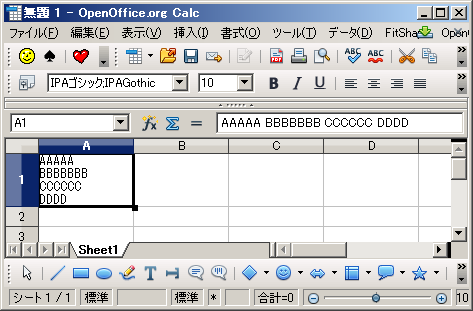 無題 1 - OpenOffice.org Calc
ファイル(F) 編集(E) 表示(V) 挿入(I) 書式(O) ツール(T) データ(D) FitSha
IPAゴシック;IPAGothic 10 B I U
A1 AAAAA BBBBBBB CCCCCC DDDD
A B C D
1 AAAAA
BBBBBBB
CCCCCC
DDDD
2
3
Sheet1
シート 1 / 1 標準 標準 * 合計=0 10